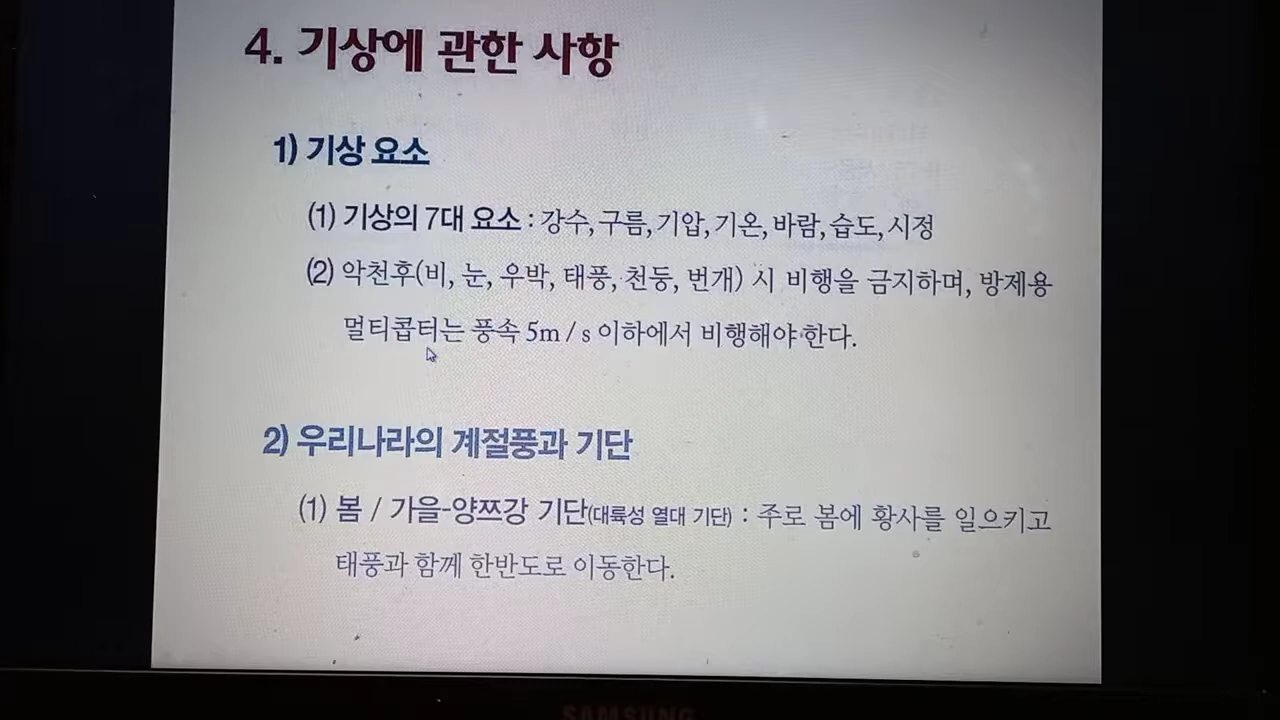 4. 기상에 관한 사항
1) 기상 요소
(1) 기상의 7대 요소 : 강수, 구름, 기압, 기온, 바람, 습도, 시정
(2) 악천후(비, 눈, 우박, 태풍, 천둥, 번개) 시 비행을 금지하며, 방제용
멀티콥터는 풍속 5m / s 이하에서 비행해야 한다.
2) 우리나라의 계절풍과 기단
(1) 봄 / 가을-양쯔강 기단(대륙성 열대 기단) : 주로 봄에 황사를 일으키고
태풍과 함께 한반도로 이동한다.
SAMSUNG